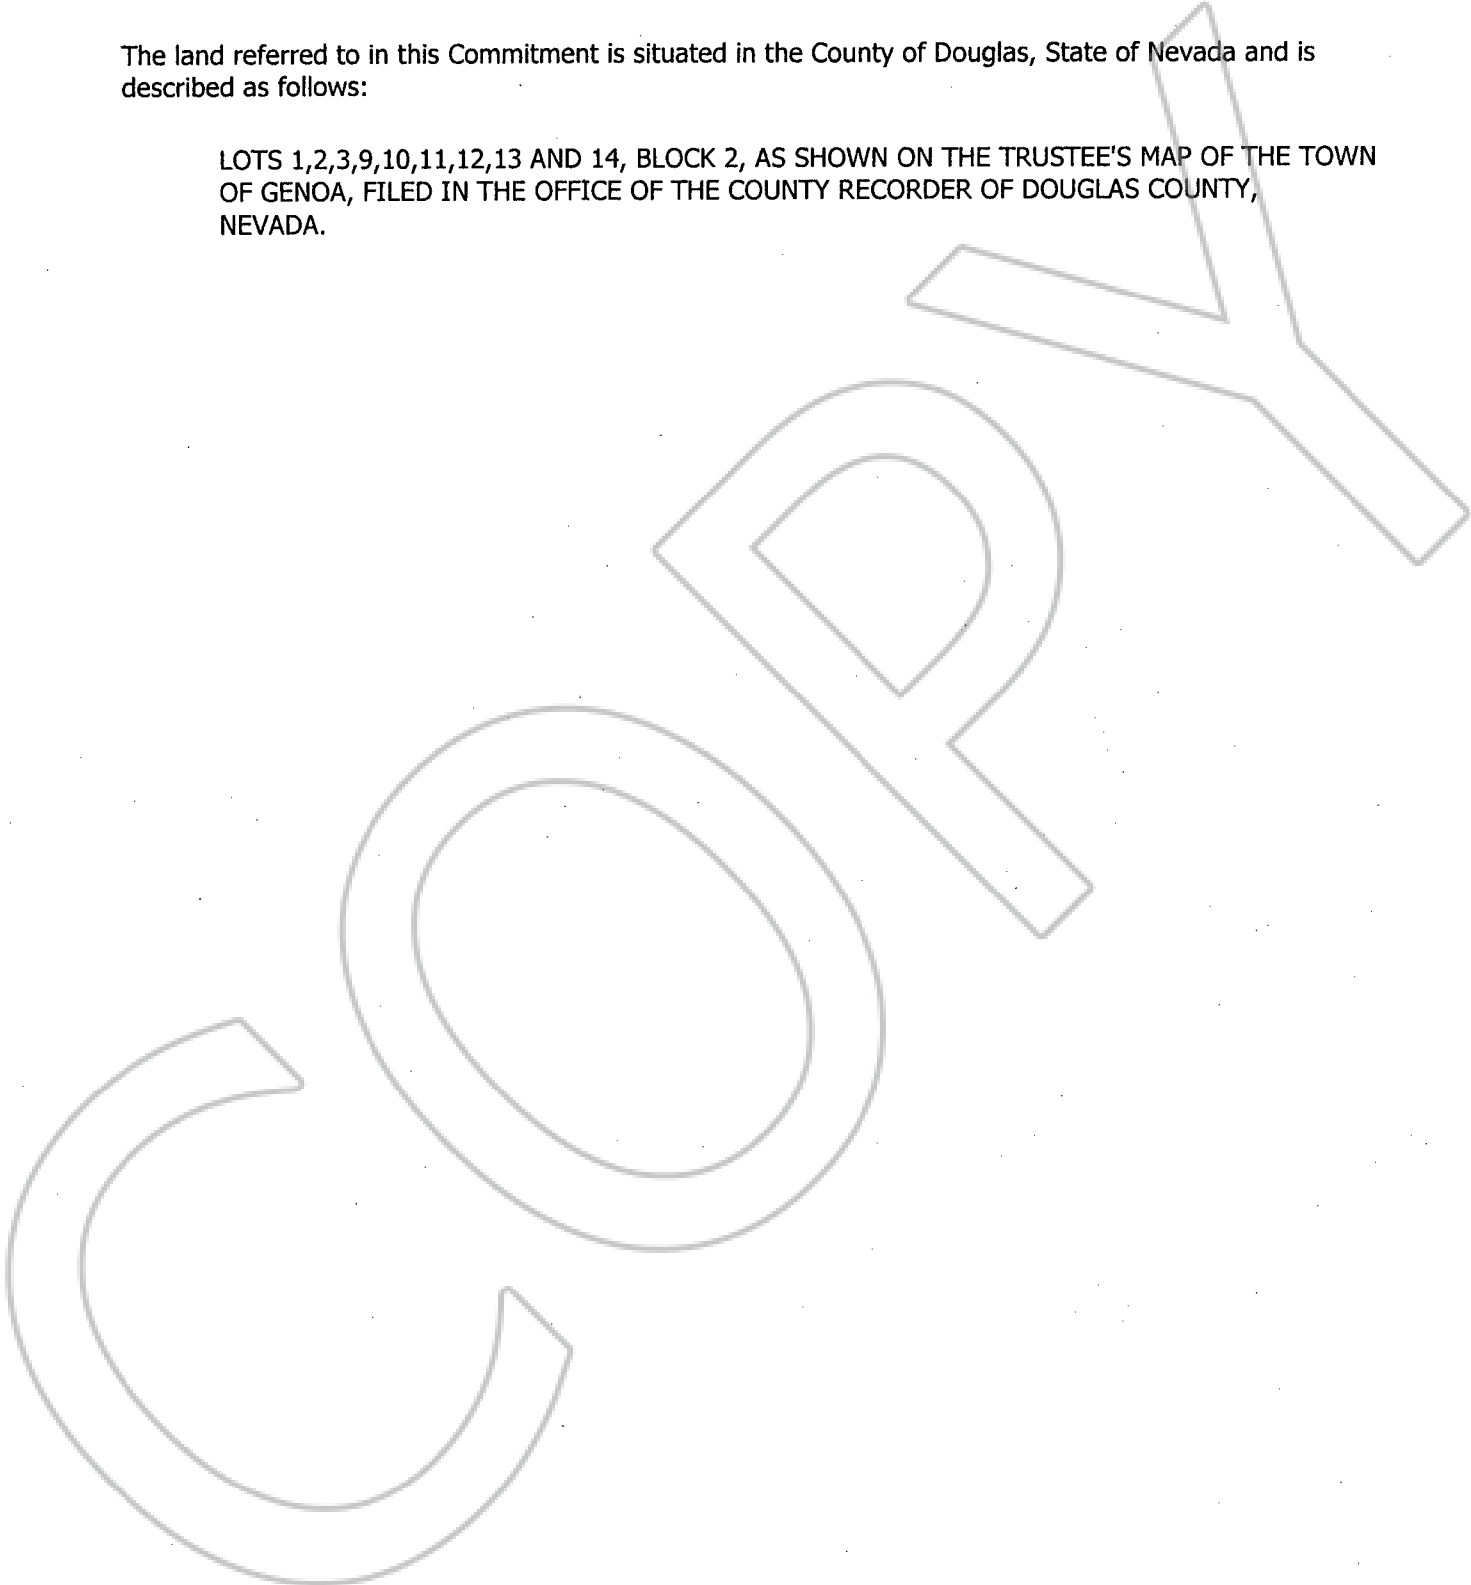 The land referred to in this Commitment is situated in the County of Douglas, State of Nevada and is
described as follows:
LOTS 1,2,3,9,10,11,12,13 AND 14, BLOCK 2, AS SHOWN ON THE TRUSTEE'S MAP OF THE TOWN
OF GENOA, FILED IN THE OFFICE OF THE COUNTY RECORDER OF DOUGLAS COUNTY,
NEVADA.
COPY